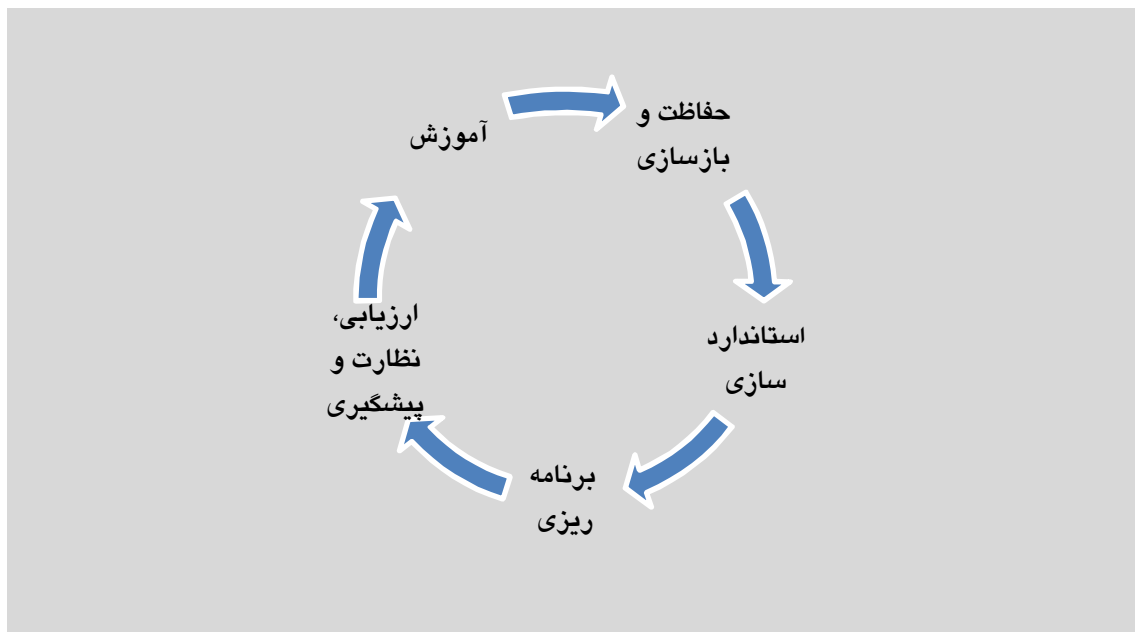 آموزش
حفاظت و
بازسازی
استاندارد
سازی
برنامه
ریزی
ارزیابی،
نظارت و
پیشگیری